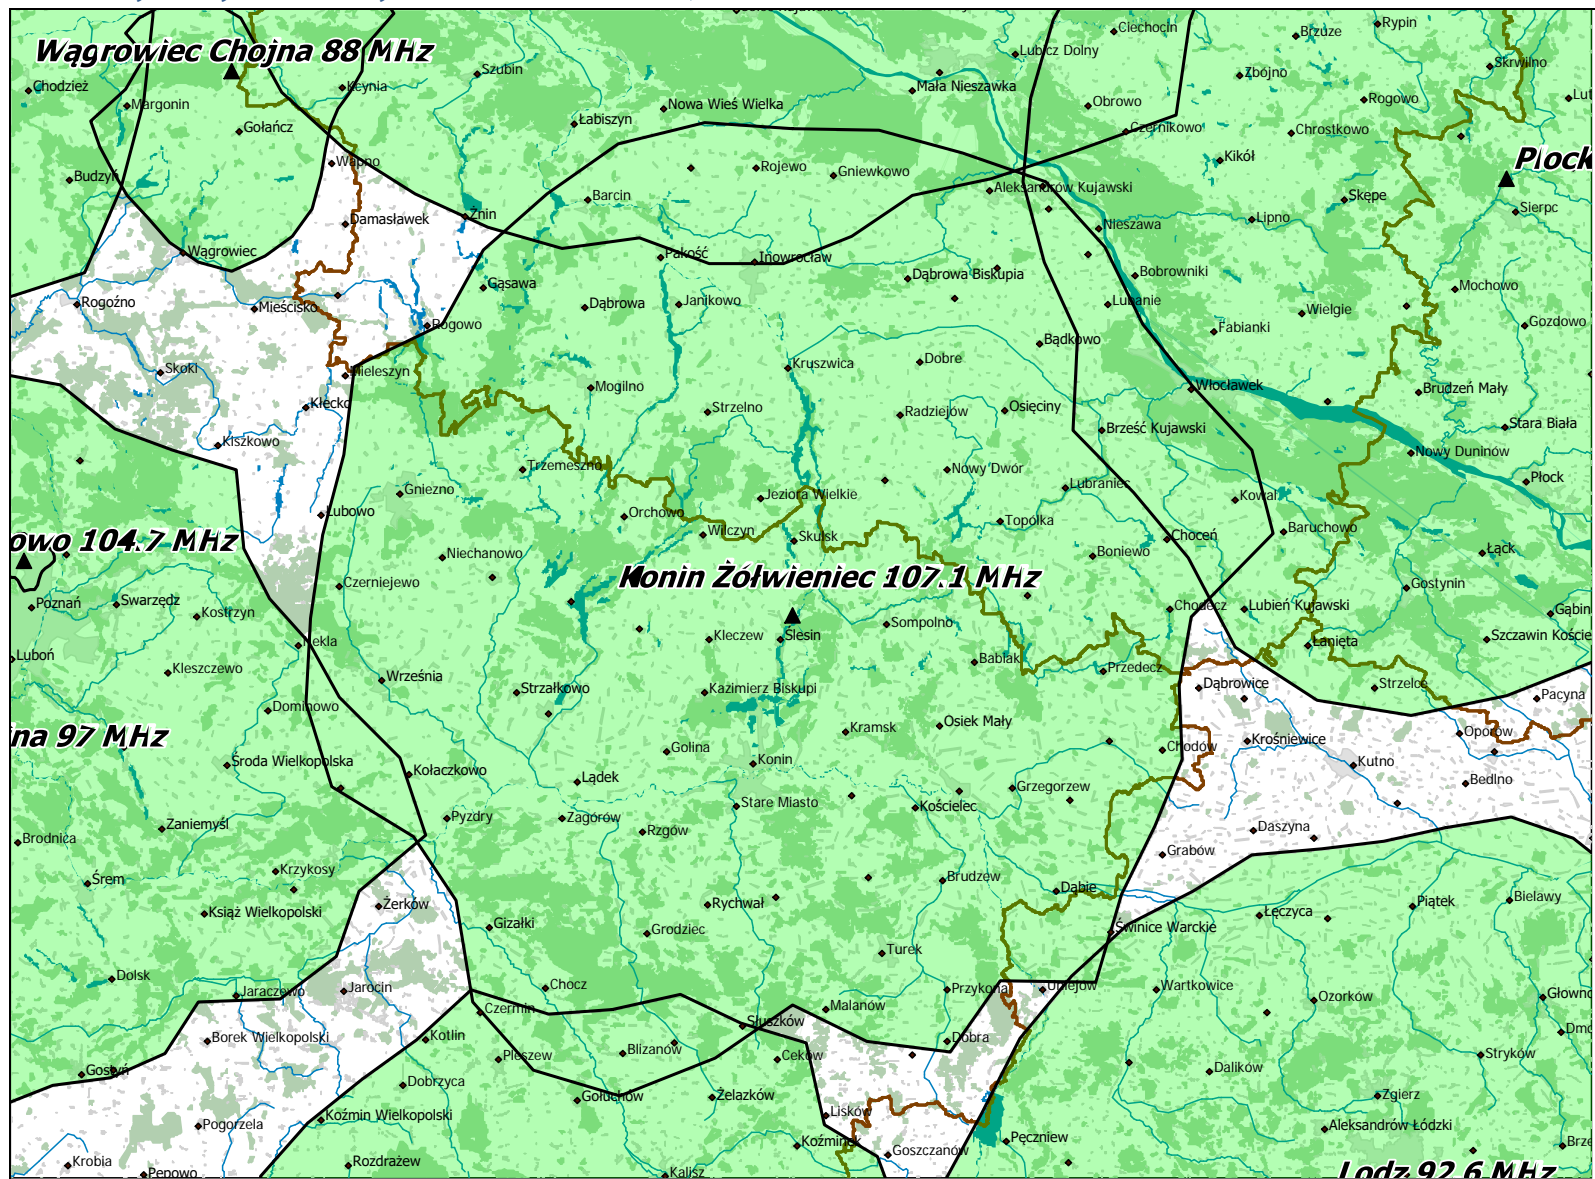 Wągrowiec Chojna 88 MHz
Ciechocin
Rypin
Brzuze
Lubicz Dolny
Skrwilno
Szubin
Zbójno
Chodzież
Kcynia
Mała Nieszawka
Rogowo
Margonin
Nowa Wieś Wielka
Obrowo
Łabiszyn
Gołańcz
Czernikowo
Chrostkowo
Wapno
Płock
Kikół
Rojewo
Gniewkowo
Budzyń
Aleksandrów Kujawski
Barcin
Skępe
Sierpc
Żnin
Damasławek
Lipno
Nieszawa
Wągrowiec
Pakość
Inowrocław
Dąbrowa Biskupia
Bobrowniki
Gąsawa
Mochowo
Rogoźno
Mieścisko
Dąbrowa
Janikowo
Lubanie
Wielgie
Rogowo
Fabianki
Gozdowo
Bądkowo
Skoki
Mieleszyn
Kruszwica
Dobre
Mogilno
Włocławek
Brudzeń Mały
Kłecko
Strzelno
Radziejów
Osięciny
Stara Biała
Brześć Kujawski
Kiszkowo
Nowy Duninów
Trzemeszno
Nowy Dwór
Płock
Gniezno
Jeziora Wielkie
Lubraniec
Kowal
Łubowo
Orchowo
Topólka
Wilczyn
Skulsk
Choceń
Baruchowo
owo 104.7 MHz
Niechanowo
Boniewo
Łąck
Konin Żółwieniec 107.1 MHz
Czerniejewo
Gostynin
Poznań
Swarzędz
Kostrzyn
Chodecz
Lubień Kujawski
Gąbin
Sompolno
Kleczew
Ślesin
Nekla
Łanięta
Szczawin Koście
Luboń
Babiak
Kleszczewo
Przedecz
Września
Strzałkowo
Kazimierz Biskupi
Dąbrowice
Strzelce
Pacyna
Dominowo
Osiek Mały
Kramsk
ina 97 MHz
Krośniewice
Oporów
Golina
Chodów
Konin
Środa Wielkopolska
Kołaczkowo
Kutno
Lądek
Grzegorzew
Bedlno
Stare Miasto
Kościelec
Pyzdry
Zagórów
Zaniemyśl
Rzgów
Daszyna
Brodnica
Grabów
Krzykosy
Śrem
Brudzew
Dąbie
Bielawy
Żerków
Rychwał
Piątek
Książ Wielkopolski
Łęczyca
Gizałki
Grodziec
Świnice Warckie
Turek
Dolsk
Chocz
Przykona
Uniejów
Wartkowice
Jaraczewo
Jarocin
Głowno
Czermin
Malanów
Ozorków
Słuszków
Borek Wielkopolski
Kotlin
Dobra
Pleszew
Blizanów
Ceków
Stryków
Gostyń
Dalików
Dobrzyca
Gołuchów
Żelazków
Zgierz
Lisków
Koźmin Wielkopolski
Pogorzela
Aleksandrów Łódzki
Pęczniew
Koźminek
Goszczanów
Krobia
Rozdrażew
Pępowo
Kalisz
Lodz 92.6 MHz